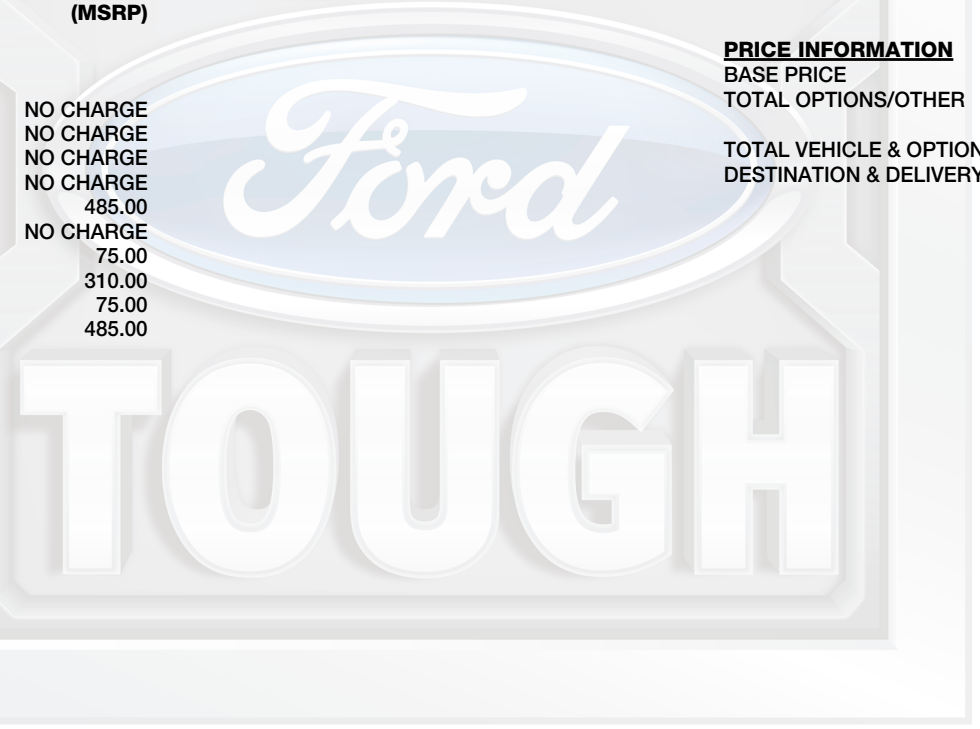 (MSRP)
NO CHARGE
NO CHARGE
NO CHARGE
NO CHARGE
485.00
NO CHARGE
75.00
310.00
75.00
485.00
PRICE INFORMATION
BASE PRICE
TOTAL OPTIONS/OTHER
TOTAL VEHICLE & OPTION
DESTINATION & DELIVERY
Ford
TOUGH